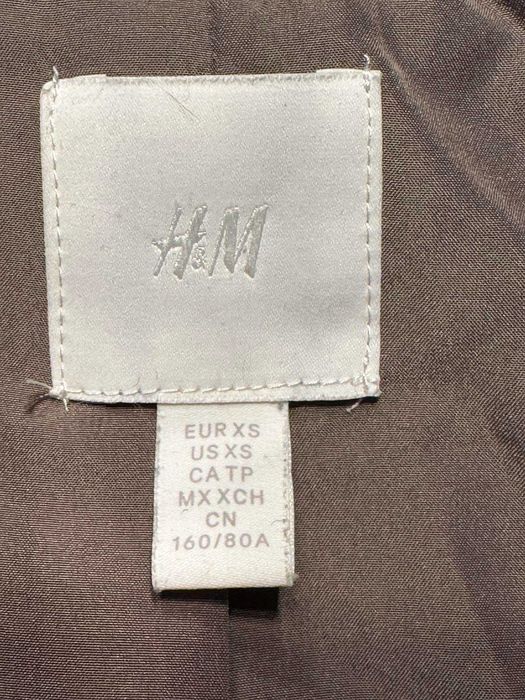 H&M
EUR XS
US XS
CA TP
MX XCH
CN
160/80A